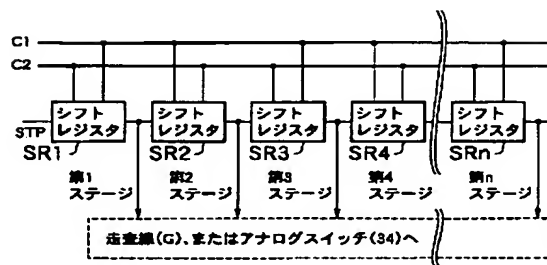 C1
C2
シフト シフト シフト シフト シフト
レジスタ レジスタ レジスタ レジスタ レジスタ
STP
SR1 SR2 SR3 SR4 SRn
第1 第2 第3 第4 第n
ステージ ステージ ステージ ステージ ステージ
走査線(G)、またはアナログスイッチ(34)へ